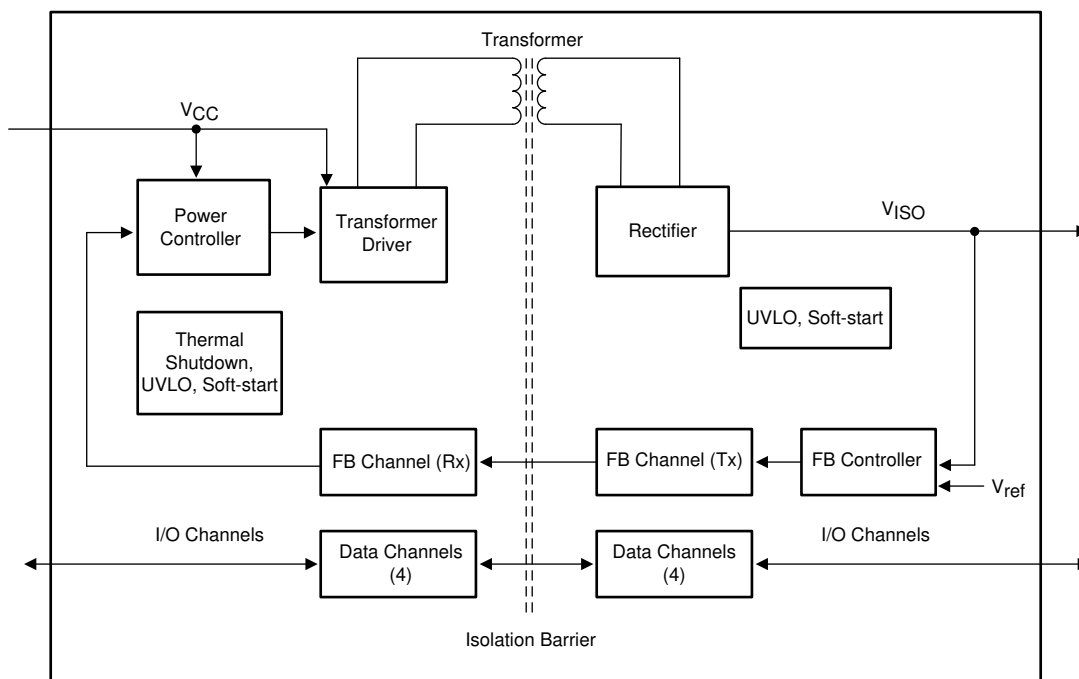 Transformer
VCC
Power
Controller
Transformer
Driver
Rectifier
VISO
UVLO, Soft-start
Thermal
Shutdown,
UVLO, Soft-start
FB Channel (Rx)
FB Channel (Tx)
FB Controller
Vref
I/O Channels
Data Channels
(4)
Data Channels
(4)
I/O Channels
Isolation Barrier